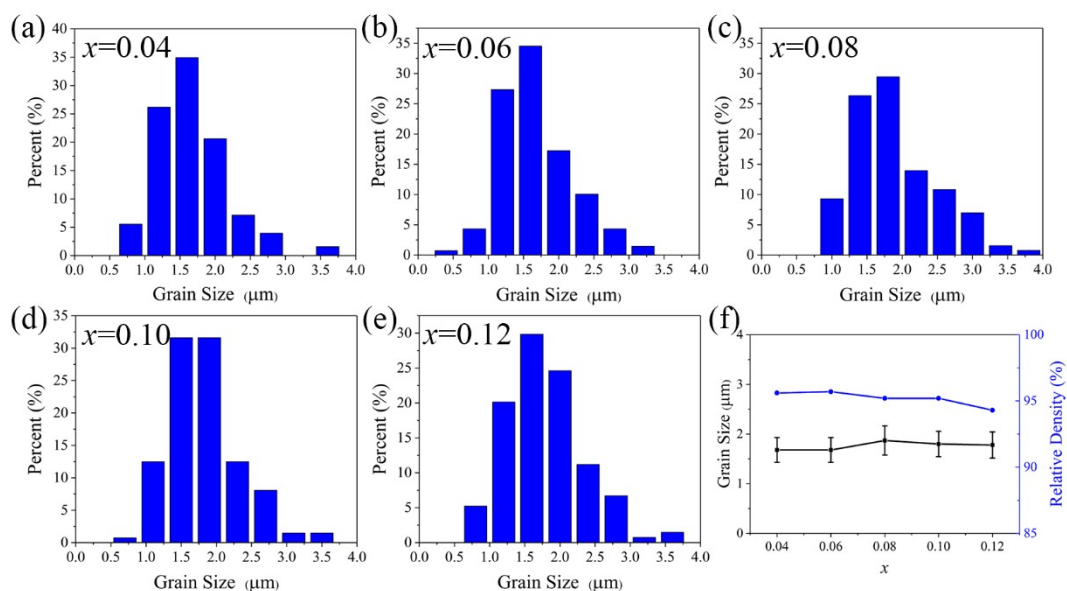 (a)
x=0.04
40
35
30
25
20
15
10
5
0
Percent (%)
0.0 0.5 1.0 1.5 2.0 2.5 3.0 3.5 4.0
Grain Size (μm)
(b)
x=0.06
35
30
25
20
15
10
5
0
Percent (%)
0.0 0.5 1.0 1.5 2.0 2.5 3.0 3.5 4.0
Grain Size (μm)
(c)
x=0.08
35
30
25
20
15
10
5
0
Percent (%)
0.0 0.5 1.0 1.5 2.0 2.5 3.0 3.5 4.0
Grain Size (μm)
(d)
x=0.10
35
30
25
20
15
10
5
0
Percent (%)
0.0 0.5 1.0 1.5 2.0 2.5 3.0 3.5 4.0
Grain Size (μm)
(e)
x=0.12
30
25
20
15
10
5
0
Percent (%)
0.0 0.5 1.0 1.5 2.0 2.5 3.0 3.5 4.0
Grain Size (μm)
(f)
4
3
2
1
0
Grain Size (μm)
100
95
90
85
Relative Density (%)
0.04 0.06 0.08 0.10 0.12
x